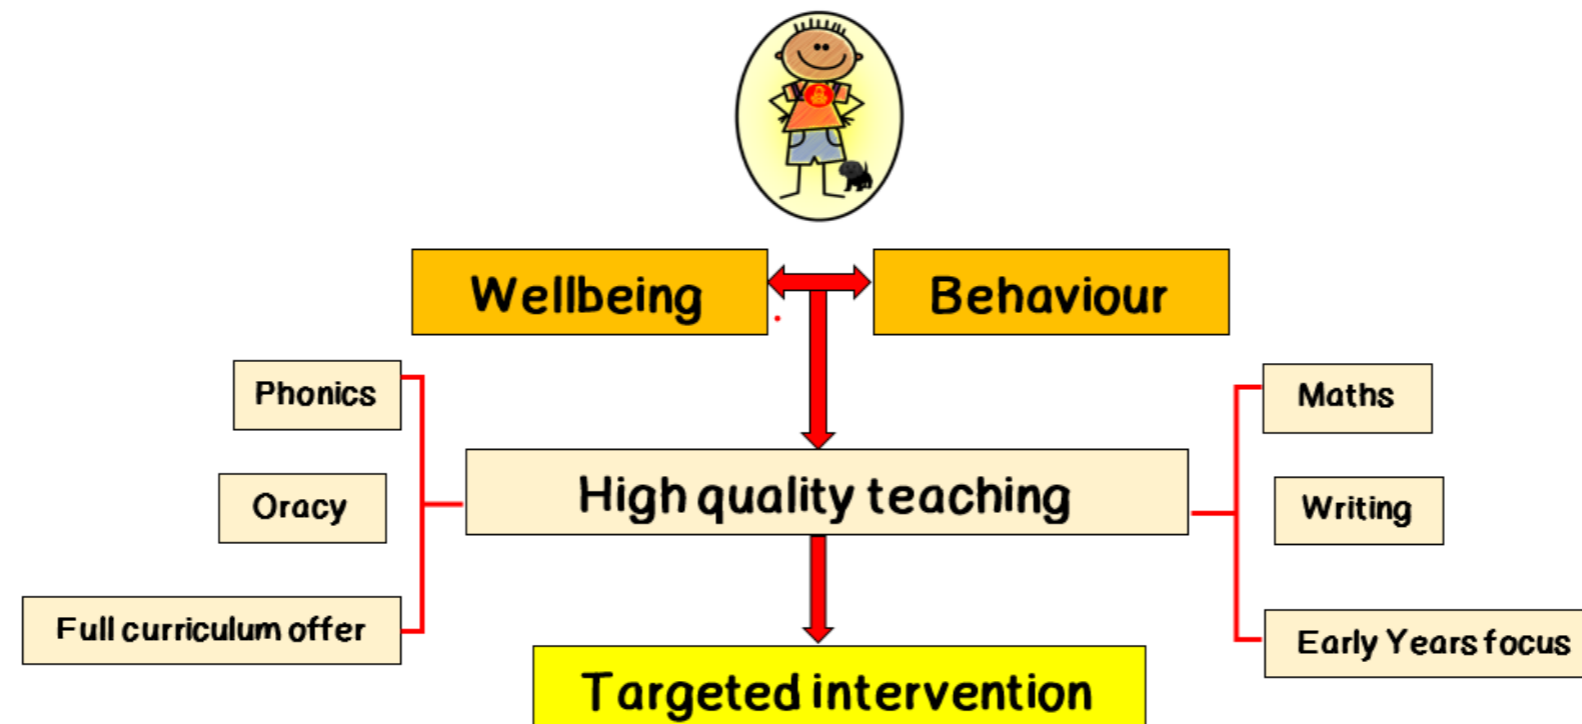 Wellbeing
Behaviour
Phonics
Maths
Oracy
High quality teaching
Writing
Full curriculum offer
Early Years focus
Targeted intervention